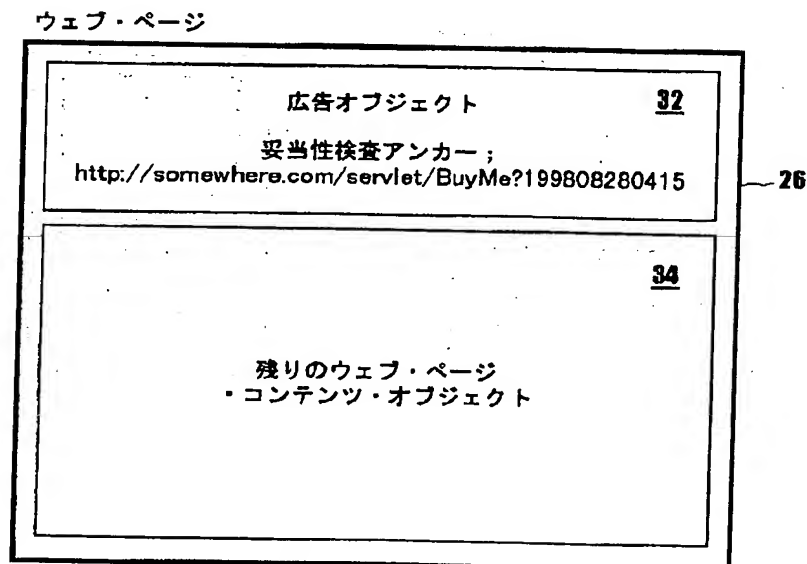 ウェブ・ページ
広告オブジェクト
32
妥当性検査アンカー；
http://somewhere.com/servlet/BuyMe?199808280415
26
34
残りのウェブ・ページ
・コンテンツ・オブジェクト